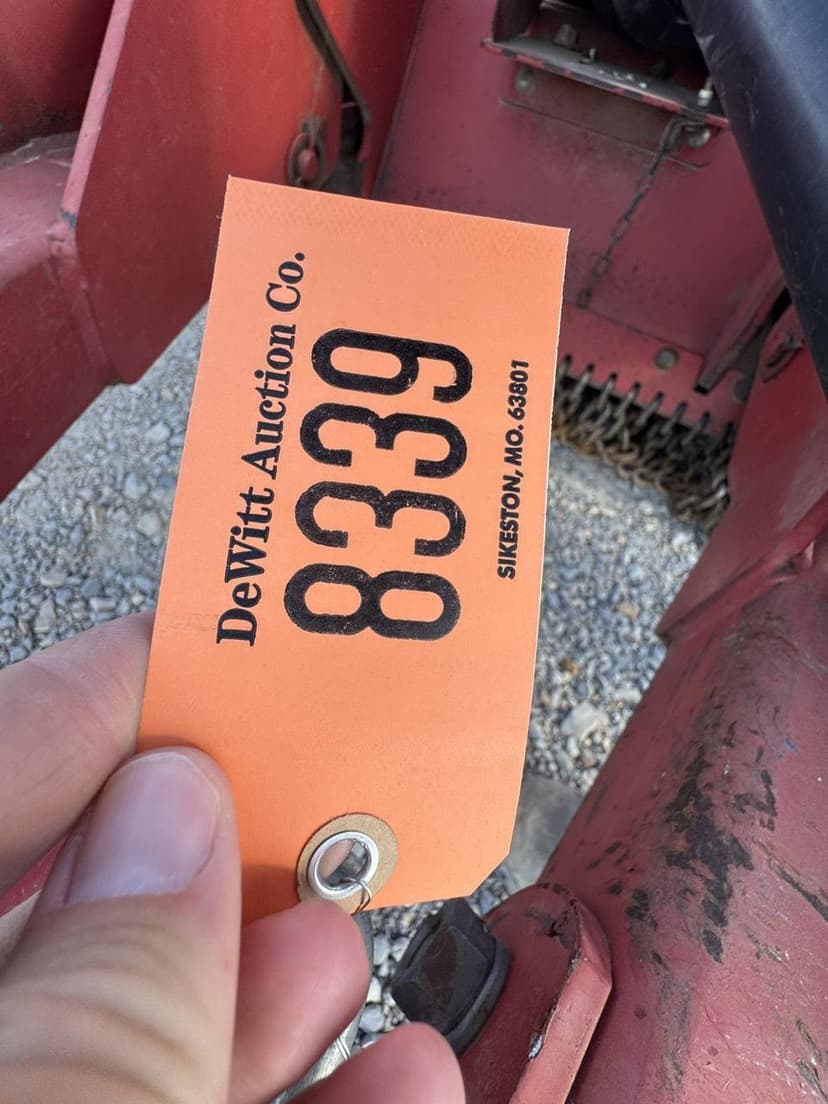 DeWitt Auction Co.
8339
SIKESTON, MO. 63801